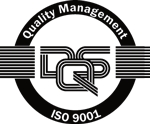 Quality Management
DQS
ISO 9001